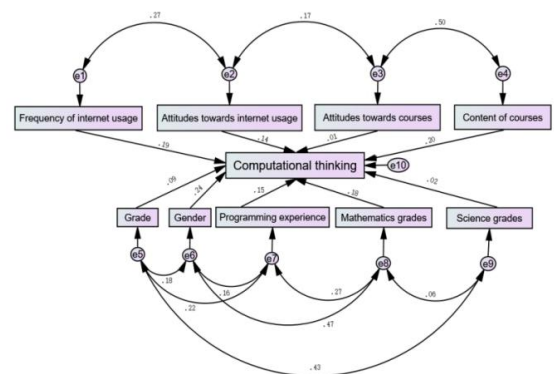 .27
.17
.50
e1
e2
e3
e4
Frequency of internet usage
Attitudes towards internet usage
Attitudes towards courses
Content of courses
.19
.14
.01
.20
Computational thinking
e10
.09
.24
.15
.18
.02
Grade
Gender
Programming experience
Mathematics grades
Science grades
e5
e6
e7
e8
e9
.18
.16
.27
.06
.22
.47
.43